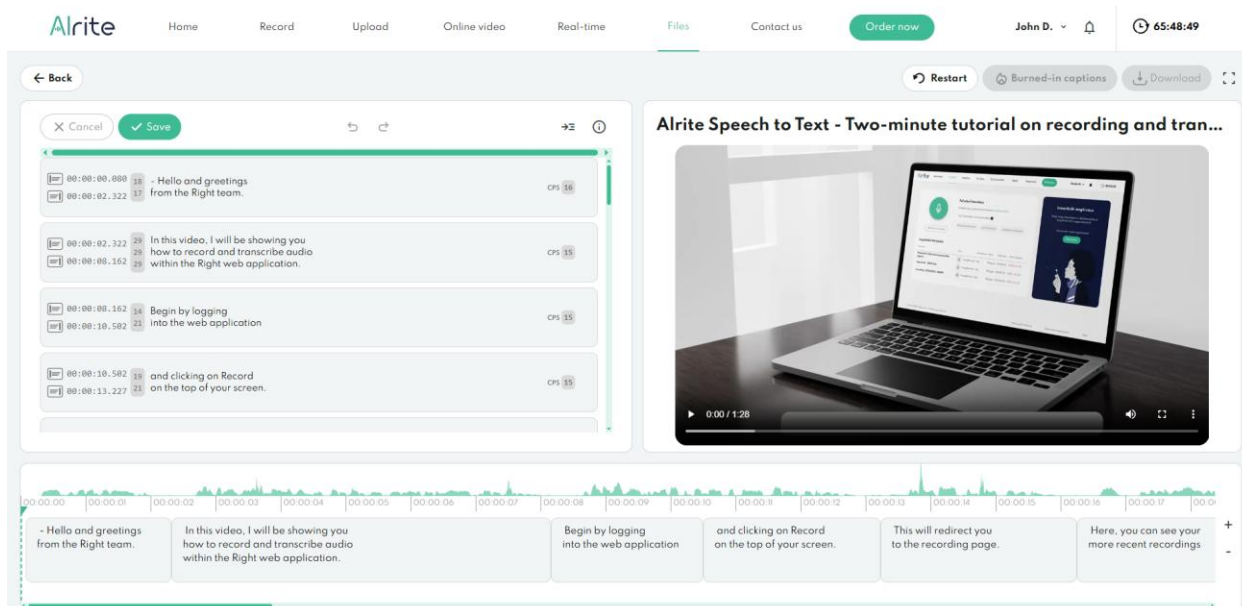 Alrite
Home Record Upload Online video Real-time Files Contact us Order now John D. 65:48:49
Back
Restart Burned-in captions Download
Cancel Save
Alrite Speech to Text - Two-minute tutorial on recording and tran...
00:00:00.080 18 - Hello and greetings
00:00:02.322 17 from the Right team.
CPS 16
00:00:02.322 29 In this video, I will be showing you
29 how to record and transcribe audio
00:00:08.162 29 within the Right web application.
CPS 15
00:00:08.162 14 Begin by logging
00:00:10.502 21 into the web application
CPS 15
00:00:10.502 19 and clicking on Record
00:00:13.227 21 on the top of your screen.
CPS 15
0:00 / 1:28
00:00:00 00:00:01 00:00:02 00:00:03 00:00:04 00:00:05 00:00:06 00:00:07 00:00:08 00:00:09 00:00:10 00:00:11 00:00:12 00:00:13 00:00:14 00:00:15 00:00:16 00:00:17 00:0
- Hello and greetings
from the Right team.
In this video, I will be showing you
how to record and transcribe audio
within the Right web application.
Begin by logging
into the web application
and clicking on Record
on the top of your screen.
This will redirect you
to the recording page.
Here, you can see your
more recent recordings
+
-